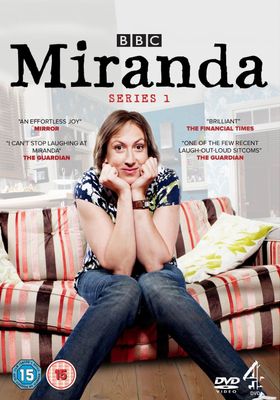 BBC
Miranda
SERIES 1
"AN EFFORTLESS JOY"
MIRROR
"I CAN'T STOP LAUGHING AT
MIRANDA"
THE GUARDIAN
"BRILLIANT"
THE FINANCIAL TIMES
"ONE OF THE FEW RECENT
LAUGH-OUT-LOUD SITCOMS"
THE GUARDIAN
15
15
DVD
VIDEO
4
DVD